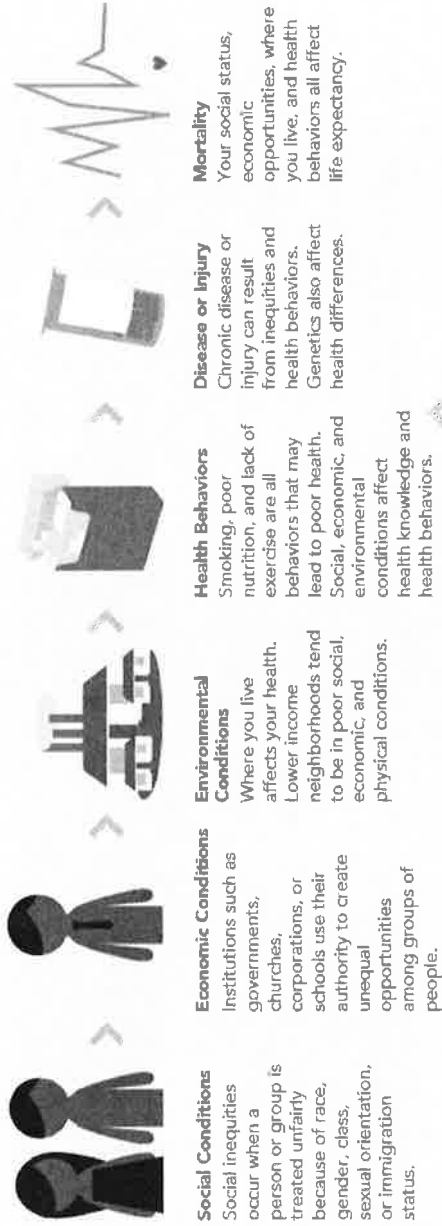 Social Conditions
Social inequities
occur when a
person or group is
treated unfairly
because of race,
gender, class,
sexual orientation,
or immigration
status.
Economic Conditions
Institutions such as
governments,
churches,
corporations, or
schools use their
authority to create
unequal
opportunities
among groups of
people.
Environmental
Conditions
Where you live
affects your health.
Lower income
neighborhoods tend
to be in poor social,
economic, and
physical conditions.
Health Behaviors
Smoking, poor
nutrition, and lack of
exercise are all
behaviors that may
lead to poor health.
Social, economic, and
environmental
conditions affect
health knowledge and
health behaviors.
Disease or Injury
Chronic disease or
injury can result
from inequities and
health behaviors.
Genetics also affect
health differences.
Mortality
Your social status,
economic
opportunities, where
you live, and health
behaviors all affect
life expectancy.